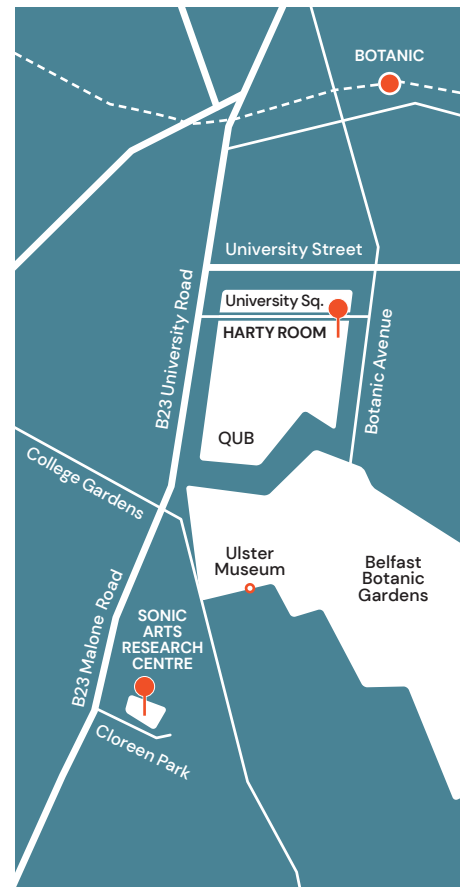 BOTANIC
University Street
University Sq.
HARTY ROOM
B23 University Road
Botanic Avenue
QUB
College Gardens
Ulster
Museum
Belfast
Botanic
Gardens
B23 Malone Road
SONIC
ARTS
RESEARCH
CENTRE
Cloreen Park